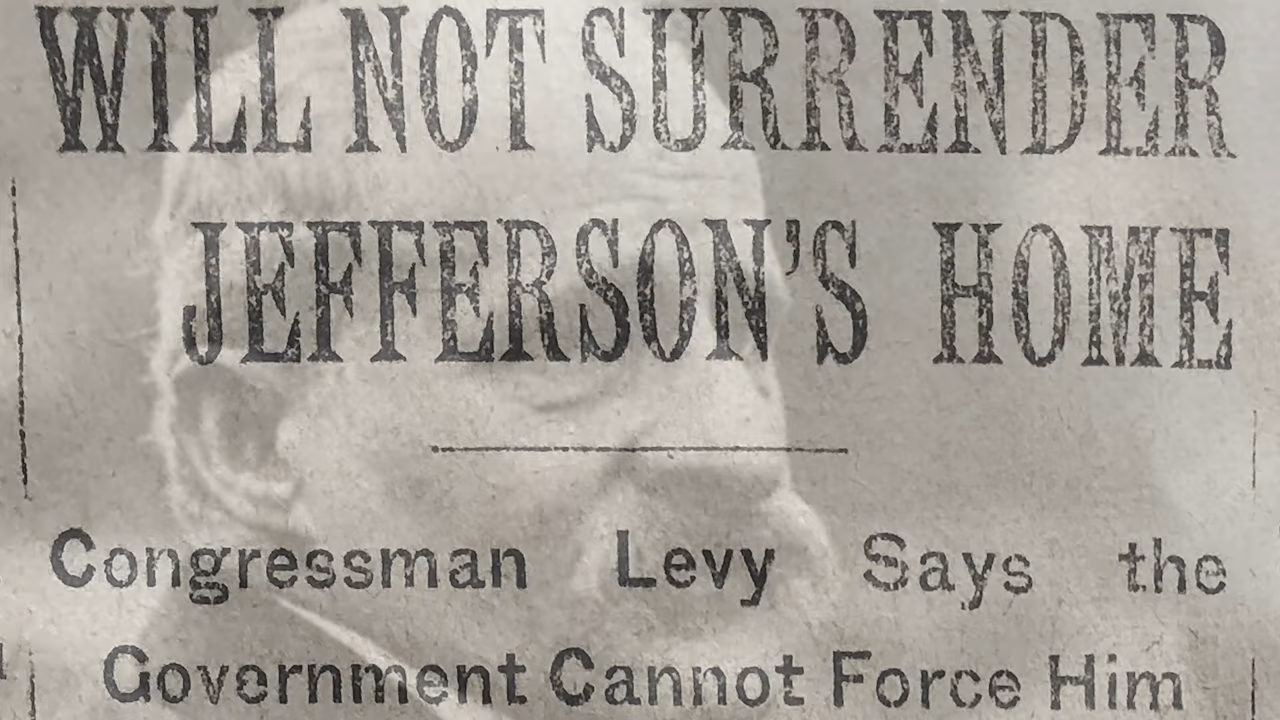 WILL NOT SURRENDER
JEFFERSON'S HOME
Congressman Levy Says the
Government Cannot Force Him